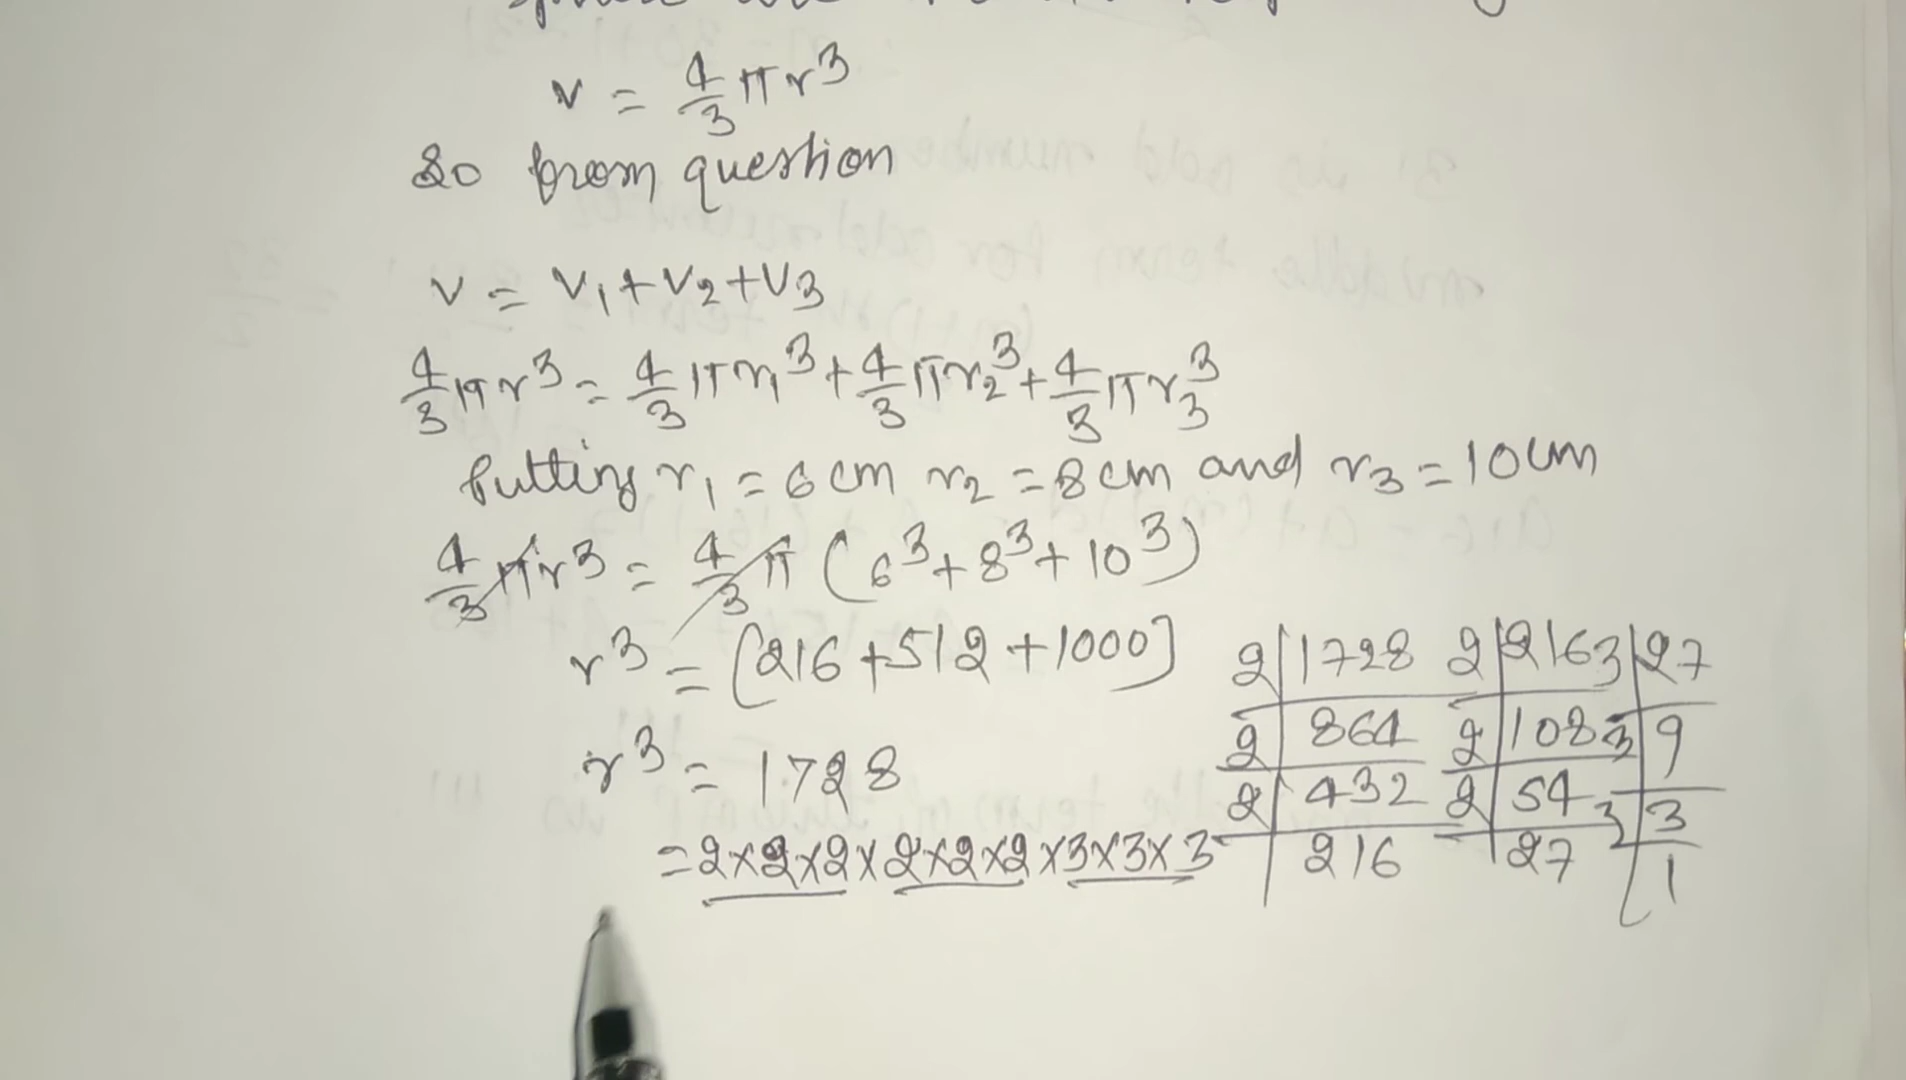 v = 4/3 πr³
So from question
v = v₁+v₂+v₃
4/3 πr³ = 4/3 πr₁³ + 4/3 πr₂³ + 4/3 πr₃³
Putting r₁ = 6 cm r₂ = 8 cm and r₃ = 10 cm
4/3 πr³ = 4/3 π (6³ + 8³ + 10³)
r³ = [216 + 512 + 1000]
r³ = 1728
= 2×2×2×2×2×2×3×3×3
2 | 1728
2 | 864
2 | 432
216
2 | 216
2 | 108
2 | 54
27
3 | 27
3 | 9
3 | 3
1